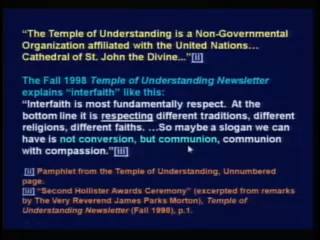 “The Temple of Understanding is a Non-Governmental
Organization affiliated with the United Nations…
Cathedral of St. John the Divine...”[ii]
The Fall 1998 Temple of Understanding Newsletter
explains “interfaith” like this:
“Interfaith is most fundamentally respect. At the
bottom line it is respecting different traditions, different
religions, different faiths. …So maybe a slogan we can
have is not conversion, but communion, communion
with compassion.”[iii]
[ii] Pamphlet from the Temple of Understanding, Unnumbered
page.
[iii] “Second Hollister Awards Ceremony” (excerpted from remarks
by The Very Reverend James Parks Morton), Temple of
Understanding Newsletter (Fall 1998), p.1.